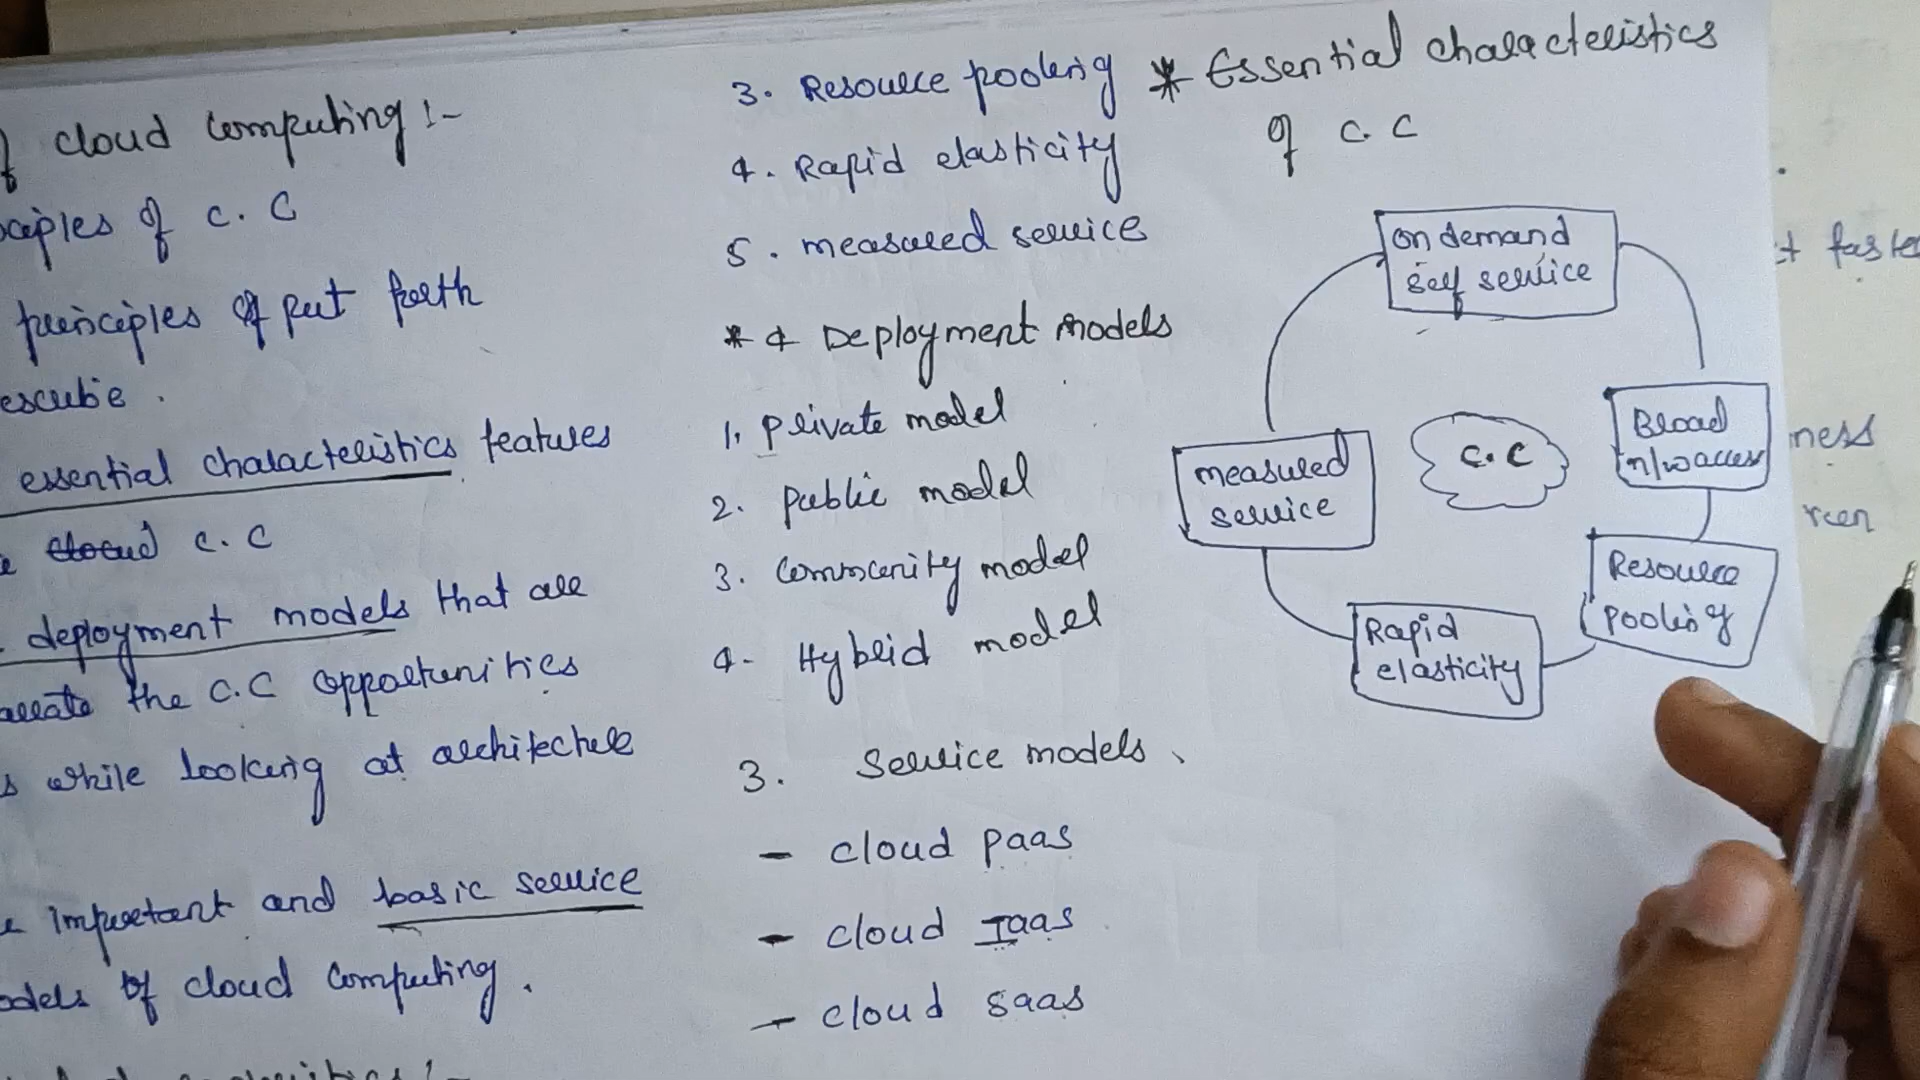 cloud computing :-
of C.C
principles of put forth
essential characteristics features
cloud C.C
deployment models that are
the C.C opportunities
while looking at architecture
important and basic service
of cloud computing.
3. Resource pooling
4. Rapid elasticity
5. measured service
* 4 Deployment models
1. private model
2. public model
3. community model
4- Hybrid model
3. Service models
- cloud paas
- cloud Iaas
- cloud saas
* Essential characteristics
of C.C
on demand
self service
Broad
n/w access
C.C
measured
service
Resource
pooling
Rapid
elasticity